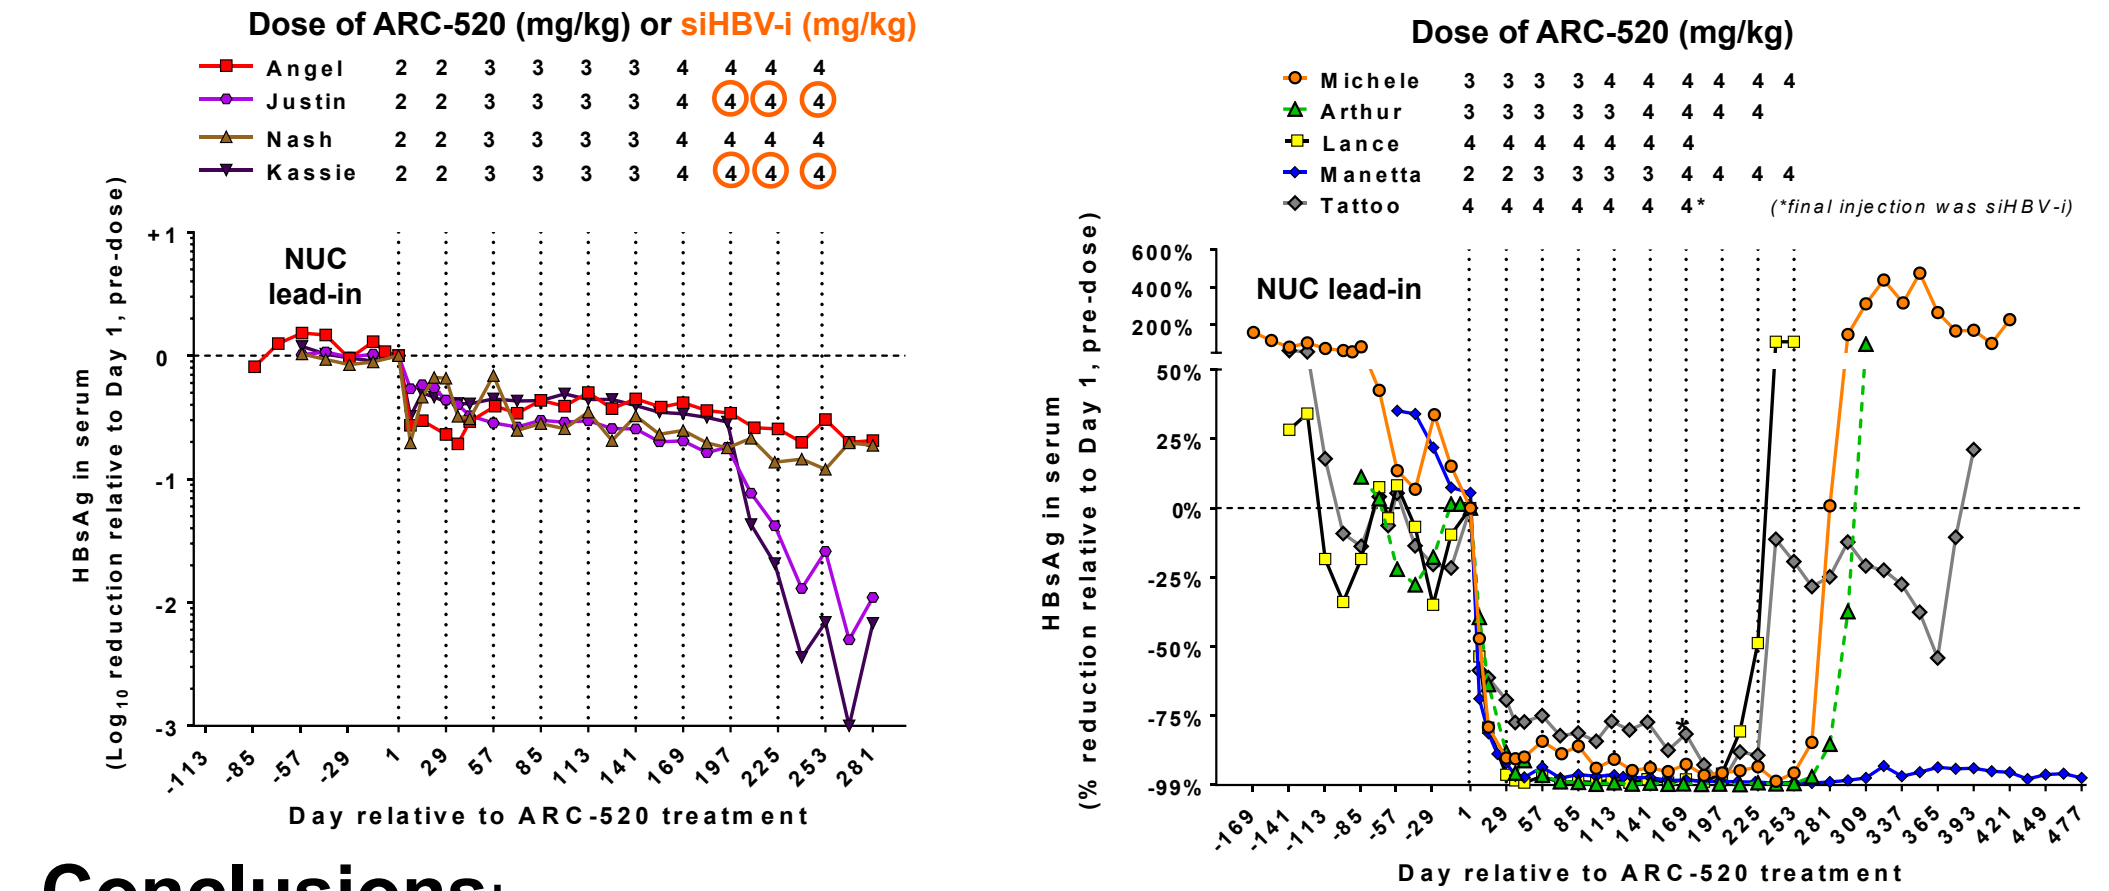 Dose of ARC-520 (mg/kg) or siHBV-i (mg/kg)
Angel 2 2 3 3 3 3 4 4 4 4
Justin 2 2 3 3 3 3 4 4 4 4
Nash 2 2 3 3 3 3 4 4 4 4
Kassie 2 2 3 3 3 3 4 4 4 4
HBsAg in serum
(Log10 reduction relative to Day 1, pre-dose)
+1
0
-1
-2
-3
NUC
lead-in
-113 -85 -57 -29 1 29 57 85 113 141 169 197 225 253 281
Day relative to ARC-520 treatment
Dose of ARC-520 (mg/kg)
Michele 3 3 3 3 4 4 4 4 4 4
Arthur 3 3 3 3 3 4 4 4 4
Lance 4 4 4 4 4 4 4
Manetta 2 2 3 3 3 3 4 4 4 4
Tattoo 4 4 4 4 4 4 4* (*final injection was siHBV-i)
HBsAg in serum
(% reduction relative to Day 1, pre-dose)
600%
400%
200%
50%
25%
0%
-25%
-50%
-75%
-99%
NUC lead-in
*
-169 -141 -113 -85 -57 -29 1 29 57 85 113 141 169 197 225 253 281 309 337 365 393 421 449 477
Day relative to ARC-520 treatment
Conclusions: